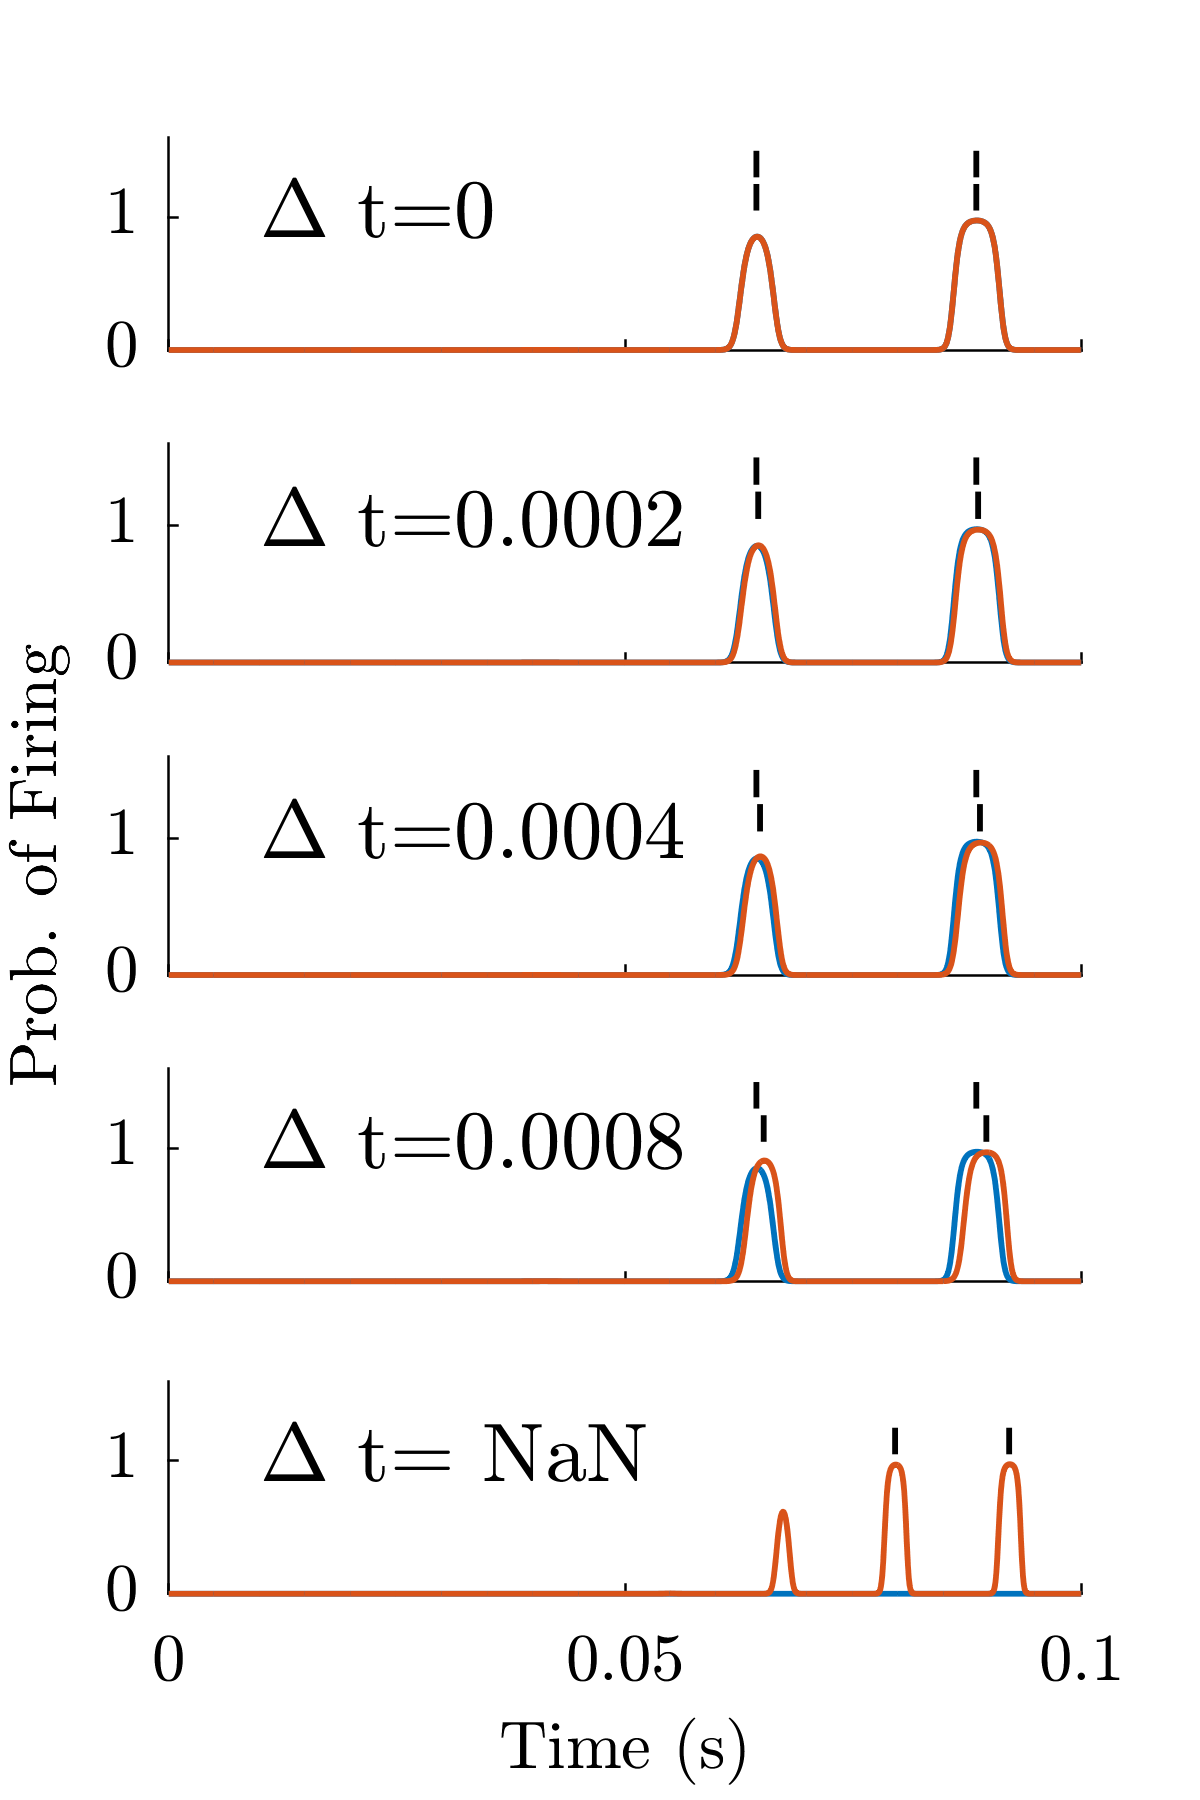 1
Δ t=0
0
1
Δ t=0.0002
0
Prob. of Firing
1
Δ t=0.0004
0
1
Δ t=0.0008
0
1
Δ t= NaN
0
0 0.05 0.1
Time (s)